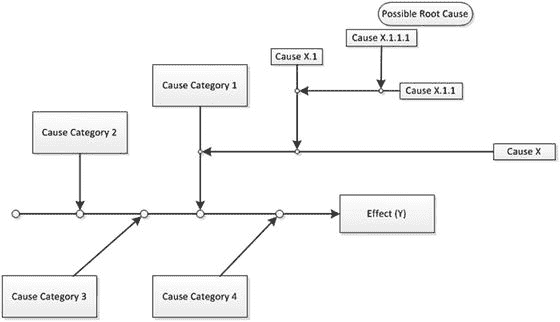 Possible Root Cause
Cause X.1.1.1
Cause X.1
Cause Category 1
Cause X.1.1
Cause Category 2
Cause X
Effect (Y)
Cause Category 3
Cause Category 4